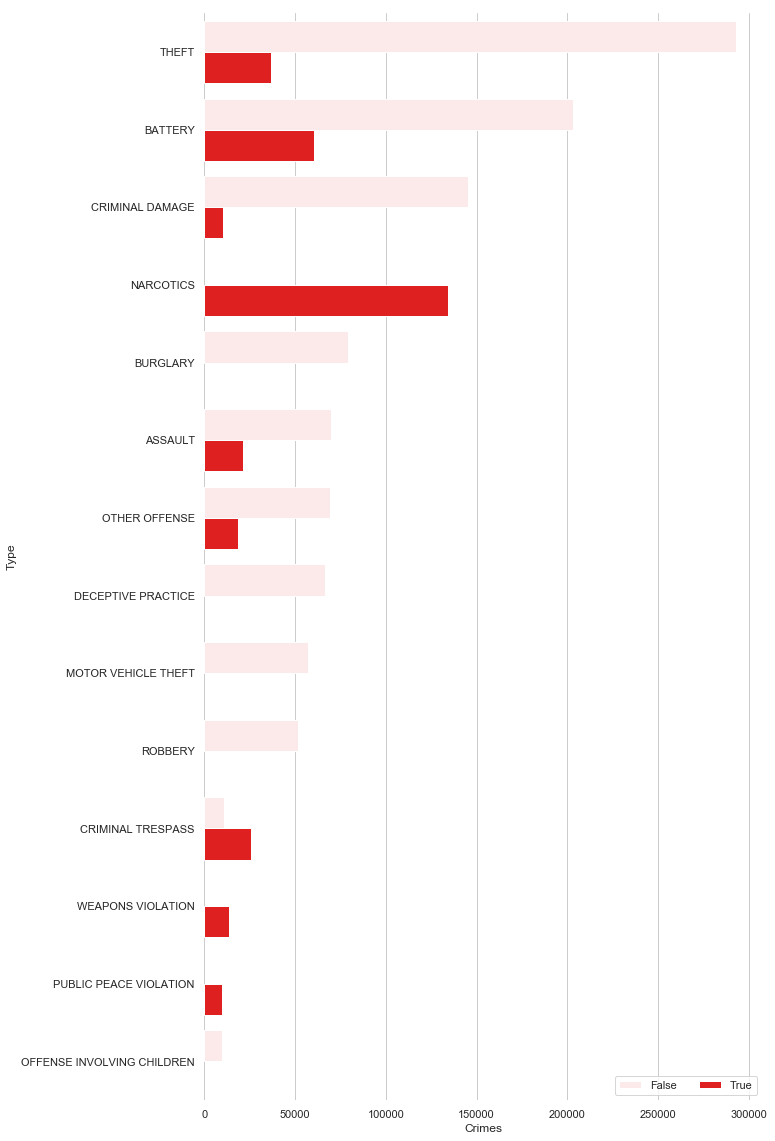 THEFT
BATTERY
CRIMINAL DAMAGE
NARCOTICS
BURGLARY
ASSAULT
OTHER OFFENSE
Type
DECEPTIVE PRACTICE
MOTOR VEHICLE THEFT
ROBBERY
CRIMINAL TRESPASS
WEAPONS VIOLATION
PUBLIC PEACE VIOLATION
OFFENSE INVOLVING CHILDREN
False True
0 50000 100000 150000 200000 250000 300000
Crimes